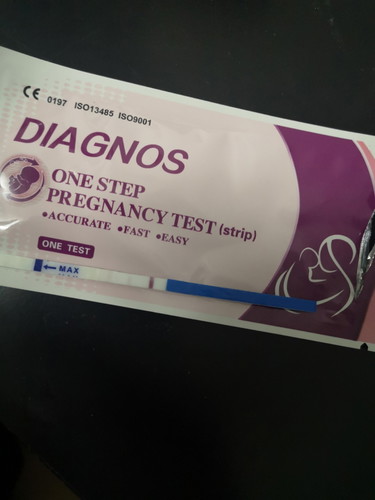 CE 0197 ISO13485 ISO9001
DIAGNOS
ONE STEP
PREGNANCY TEST (strip)
•ACCURATE •FAST •EASY
ONE TEST
MAX